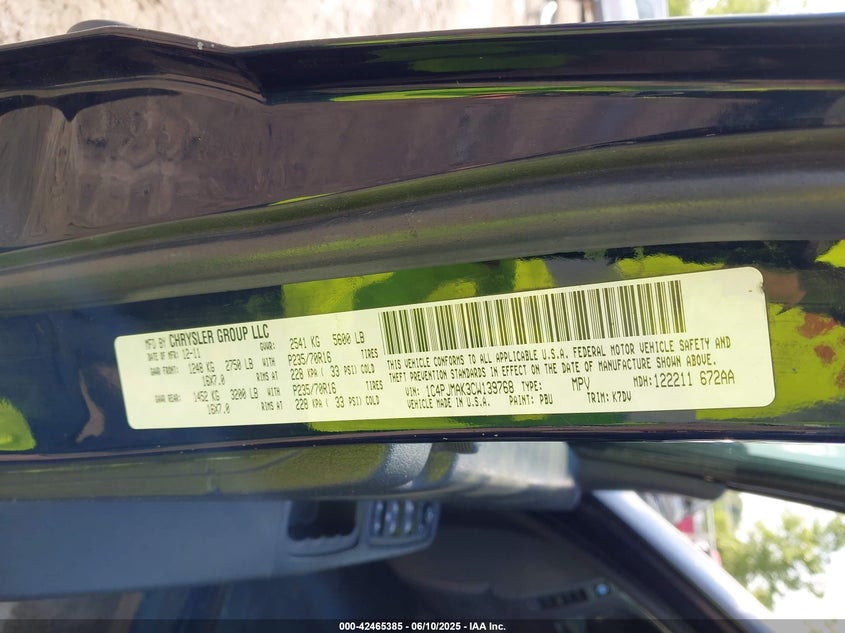 MFD BY CHRYSLER GROUP LLC
DATE OF MFR 12-11 GVWR: 2541 KG 5600 LB
GAWR FRONT: 1248 KG 2750 LB WITH P235/70R16 TIRES
16X7.0 RIMS AT 228 KPA ( 33 PSI) COLD
GAWR REAR: 1452 KG 3200 LB WITH P235/70R16 TIRES
16X7.0 RIMS AT 228 KPA ( 33 PSI) COLD
THIS VEHICLE CONFORMS TO ALL APPLICABLE U.S.A. FEDERAL MOTOR VEHICLE SAFETY AND
THEFT PREVENTION STANDARDS IN EFFECT ON THE DATE OF MANUFACTURE SHOWN ABOVE.
VIN: 1C4PJMAK3CW139768 TYPE: MPV MDH: 122211 672AA
VEHICLE MADE IN U.S.A. PAINT: PBU TRIM: K7DV
000-42465385 - 06/10/2025 - IAA Inc.